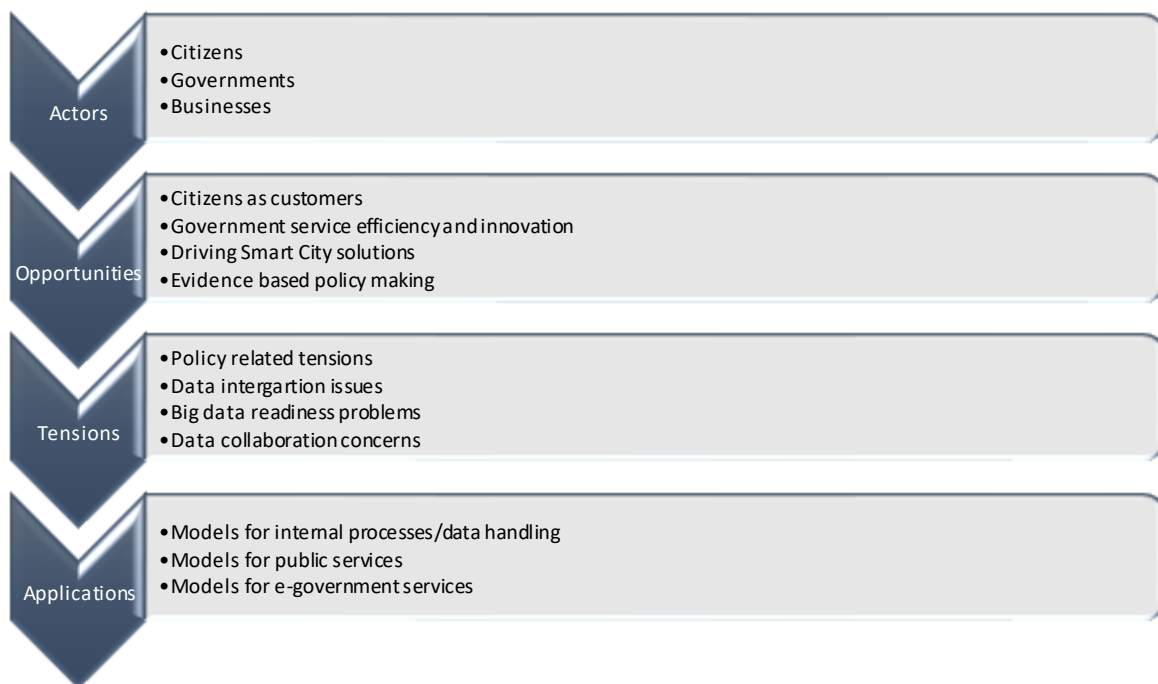 Actors
•Citizens
•Governments
•Businesses
Opportunities
•Citizens as customers
•Government service efficiency and innovation
•Driving Smart City solutions
•Evidence based policy making
Tensions
•Policy related tensions
•Data intergartion issues
•Big data readiness problems
•Data collaboration concerns
Applications
•Models for internal processes/data handling
•Models for public services
•Models for e-government services